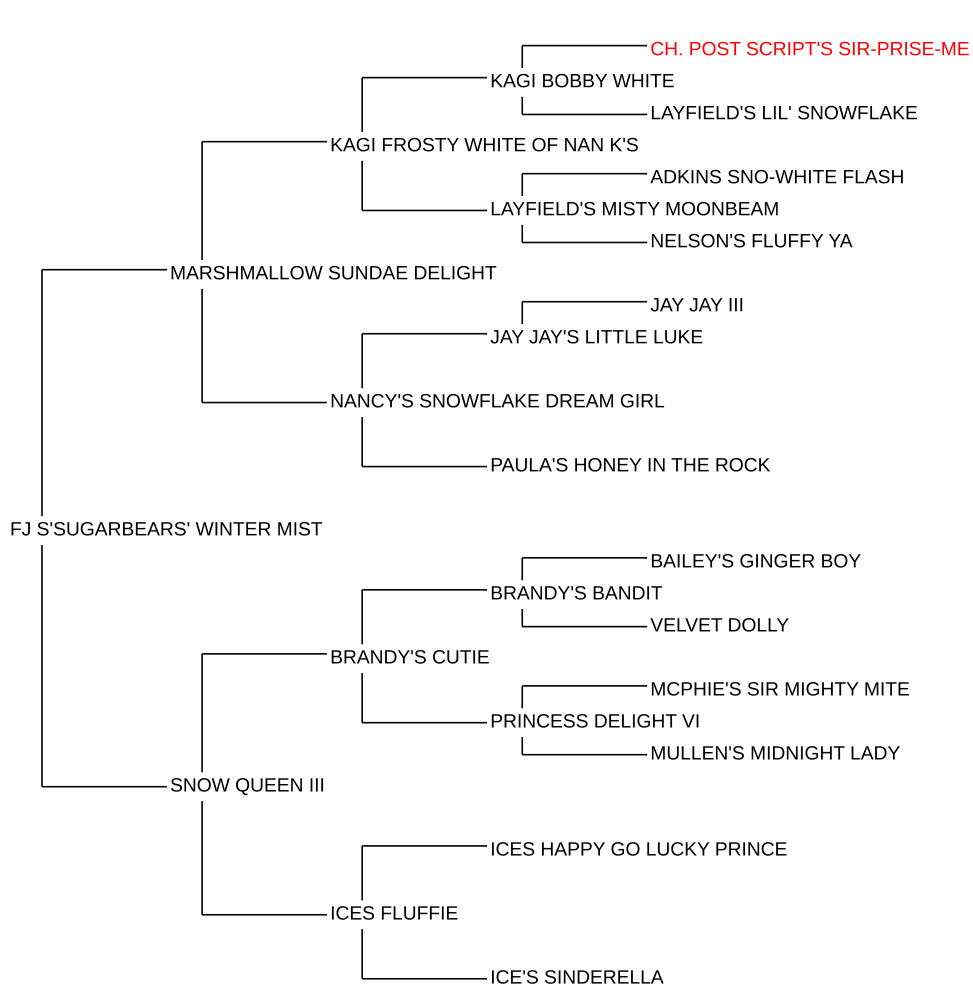 CH. POST SCRIPT'S SIR-PRISE-ME
KAGI BOBBY WHITE
LAYFIELD'S LIL' SNOWFLAKE
KAGI FROSTY WHITE OF NAN K'S
ADKINS SNO-WHITE FLASH
LAYFIELD'S MISTY MOONBEAM
NELSON'S FLUFFY YA
MARSHMALLOW SUNDAE DELIGHT
JAY JAY III
JAY JAY'S LITTLE LUKE
NANCY'S SNOWFLAKE DREAM GIRL
PAULA'S HONEY IN THE ROCK
FJ S'SUGARBEARS' WINTER MIST
BAILEY'S GINGER BOY
BRANDY'S BANDIT
VELVET DOLLY
BRANDY'S CUTIE
MCPHIE'S SIR MIGHTY MITE
PRINCESS DELIGHT VI
MULLEN'S MIDNIGHT LADY
SNOW QUEEN III
ICES HAPPY GO LUCKY PRINCE
ICES FLUFFIE
ICE'S SINDERELLA